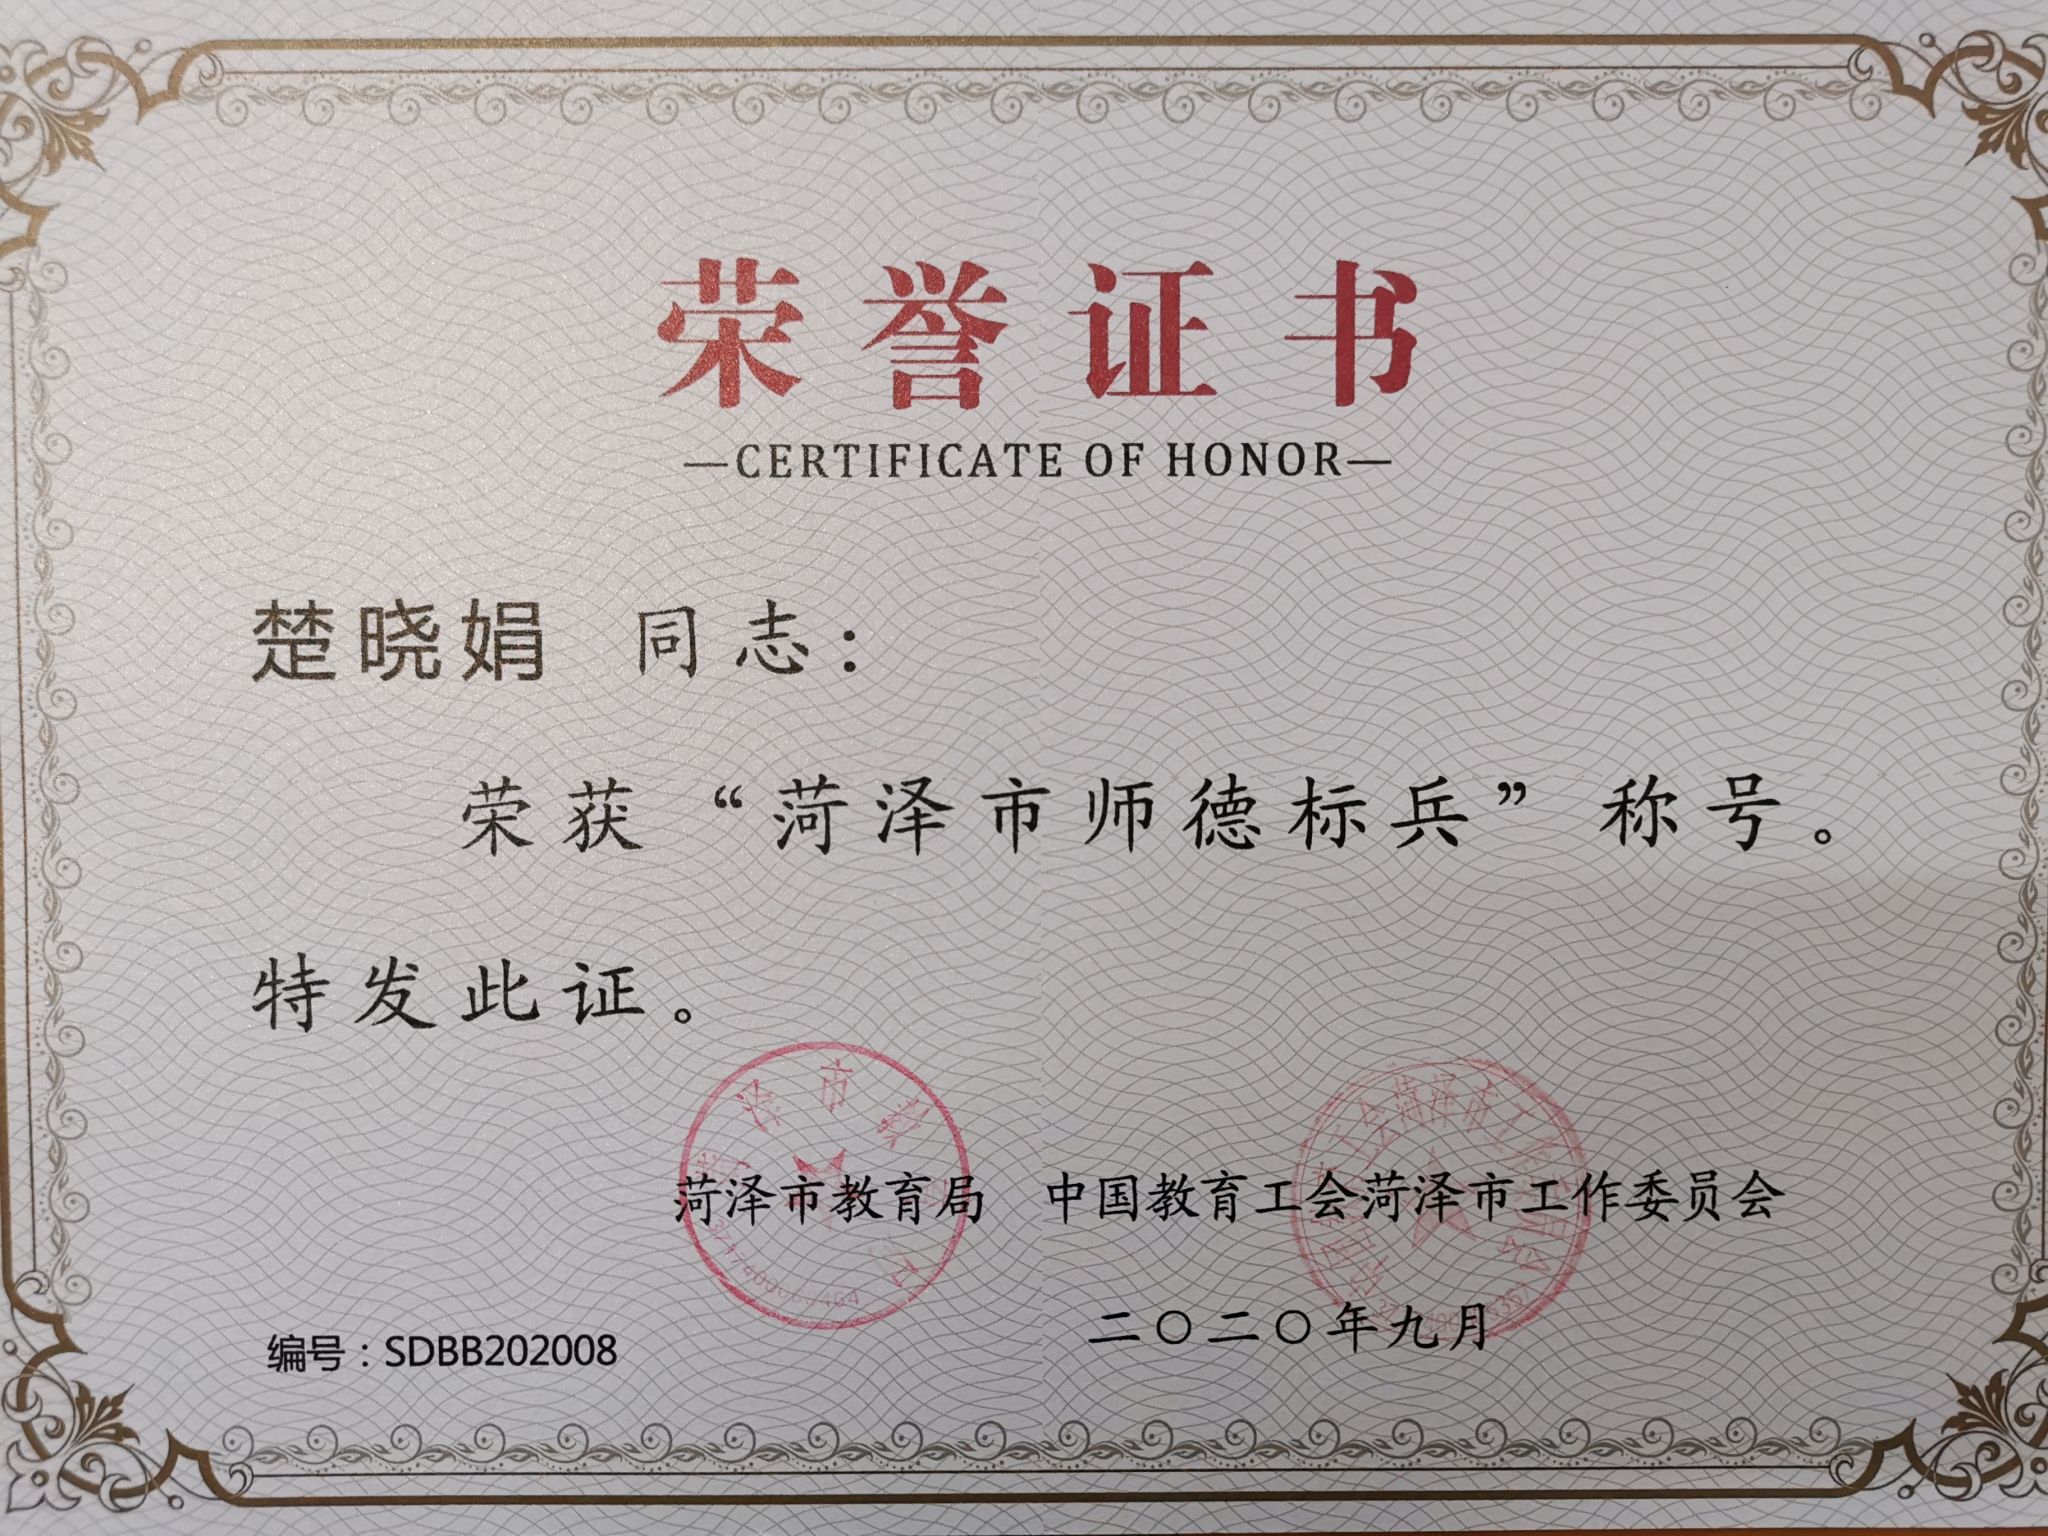 荣誉证书
—CERTIFICATE OF HONOR—
楚晓娟 同志：
荣获“菏泽市师德标兵”称号。
特发此证。
菏泽市教育局 中国教育工会菏泽市工作委员会
二〇二〇年九月
编号：SDBB202008